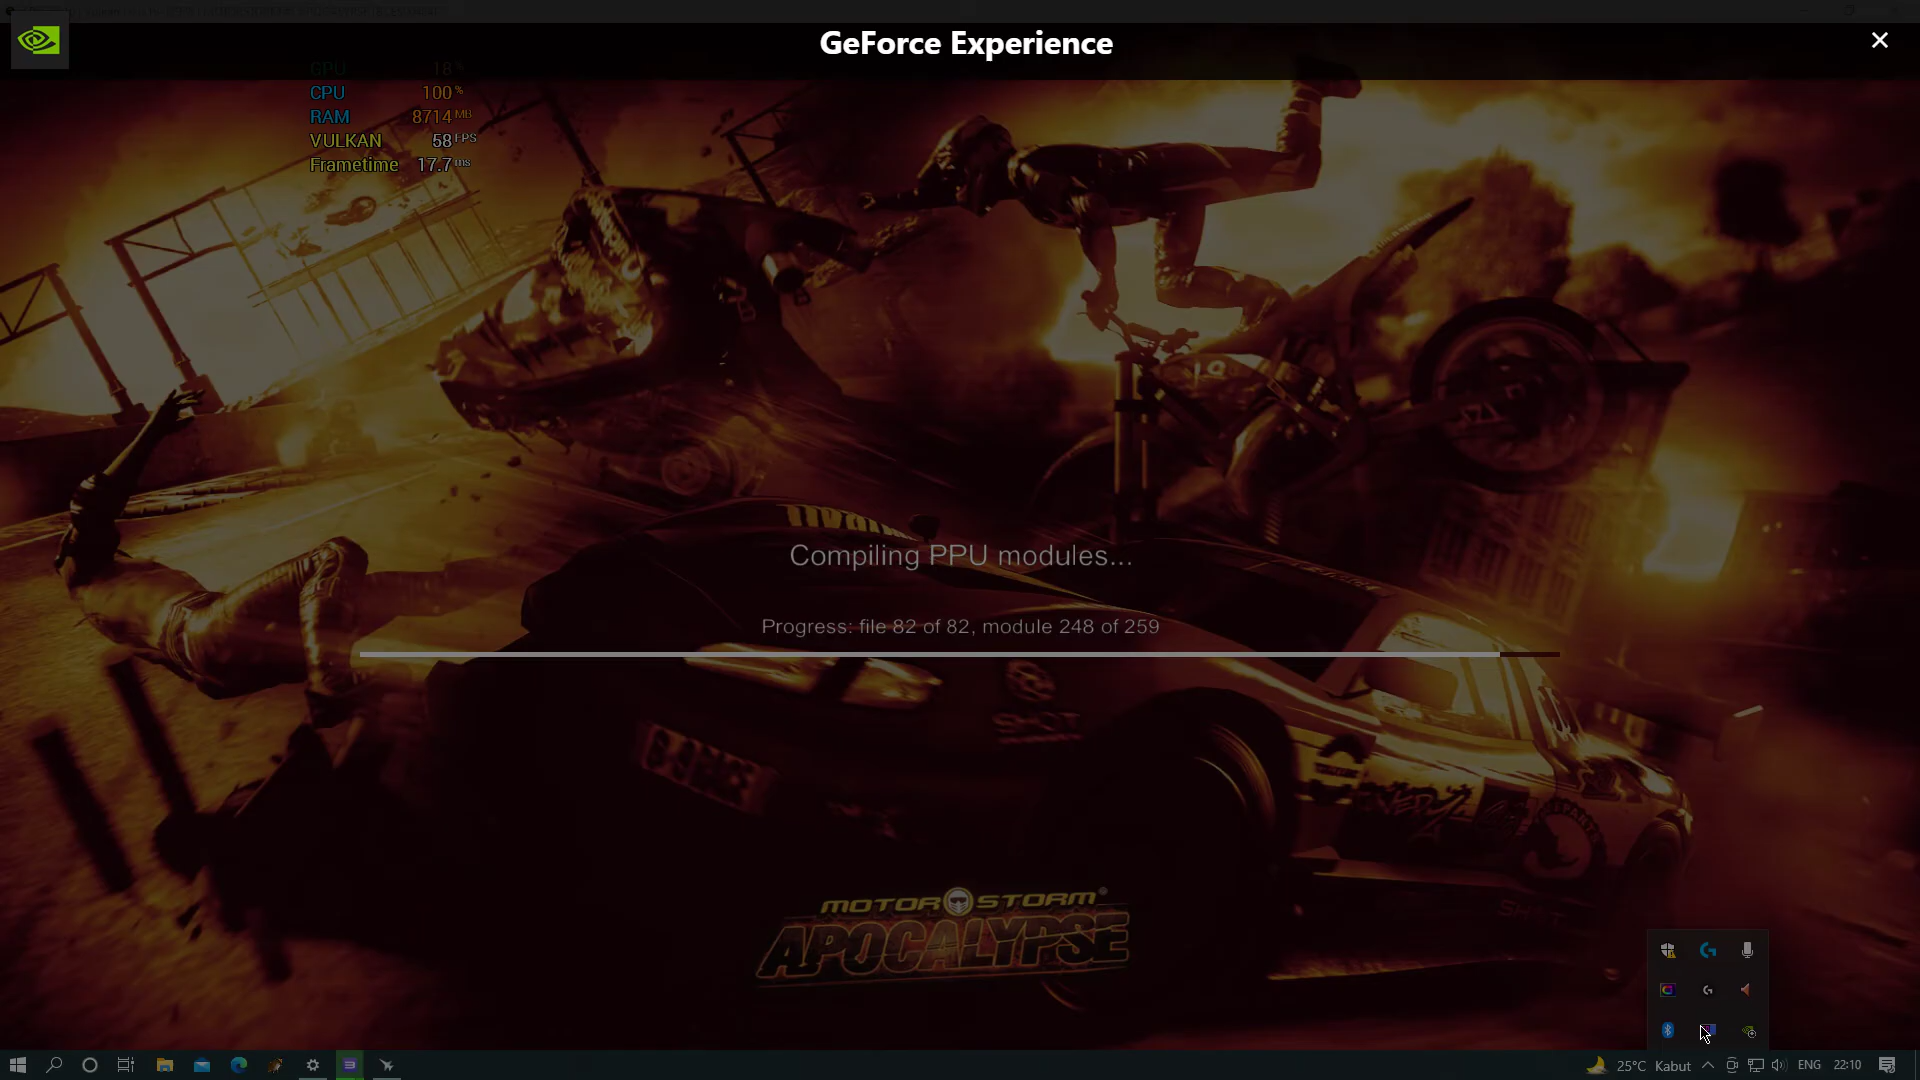 GeForce Experience
GPU 18 %
CPU 100 %
RAM 8714 MB
VULKAN 58 FPS
Frametime 17.7 ms
Compiling PPU modules...
Progress: file 82 of 82, module 248 of 259
SHOT
MOTORSTORM®
APOCALYPSE
25°C Kabut
ENG
22:10